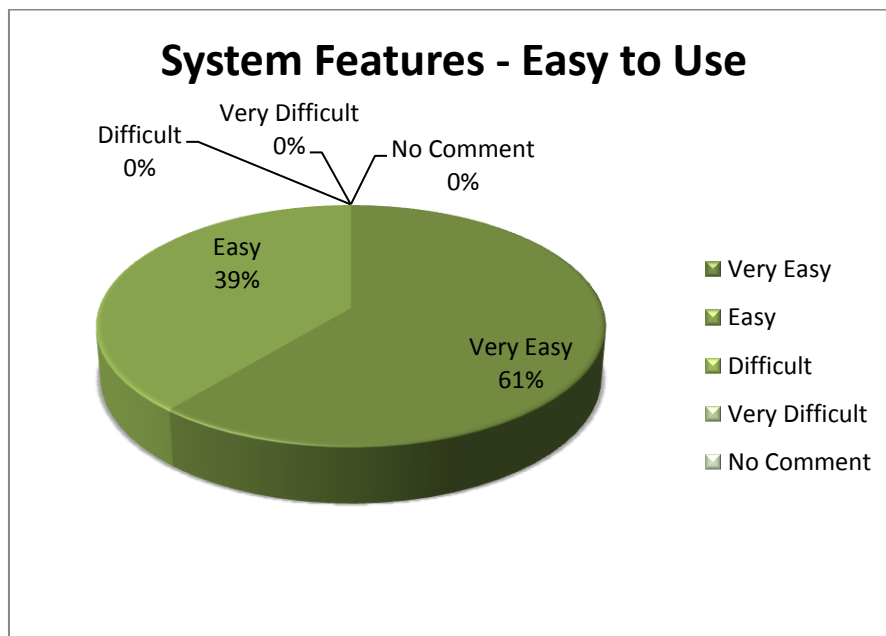 System Features - Easy to Use
Very Difficult
0%
Difficult
0%
No Comment
0%
Easy
39%
Very Easy
61%
Very Easy
Easy
Difficult
Very Difficult
No Comment